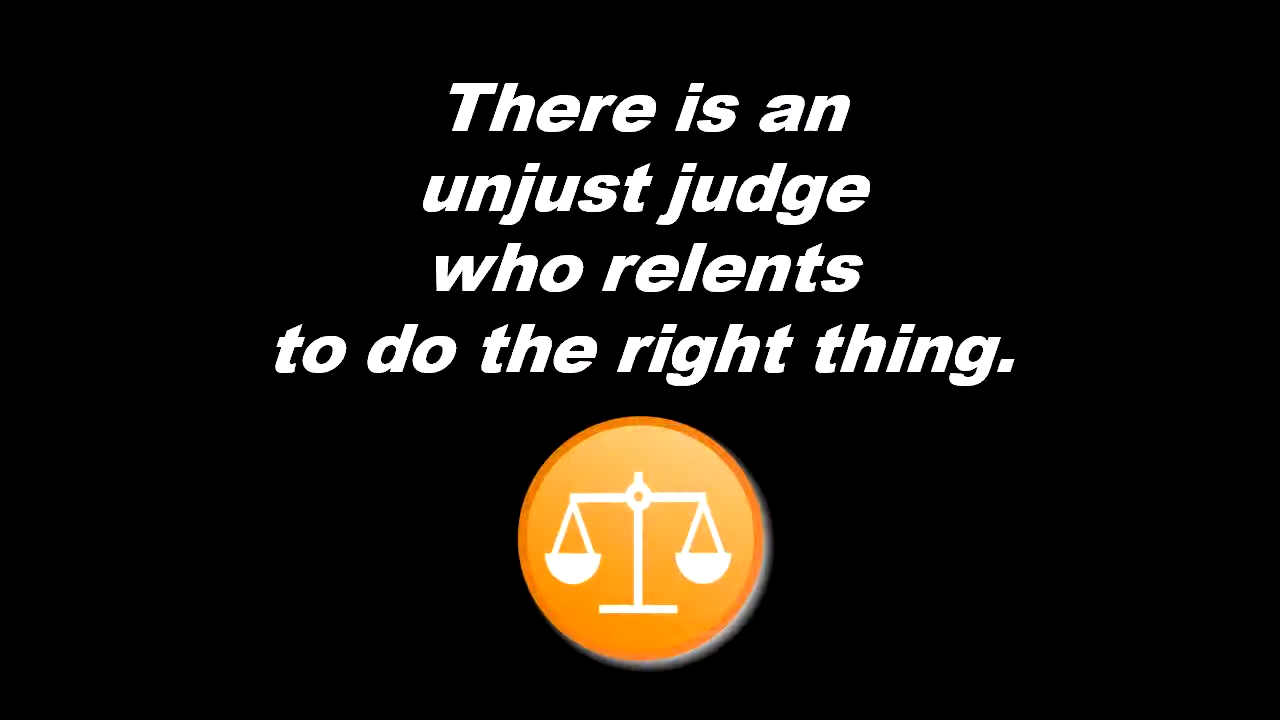 There is an
unjust judge
who relents
to do the right thing.